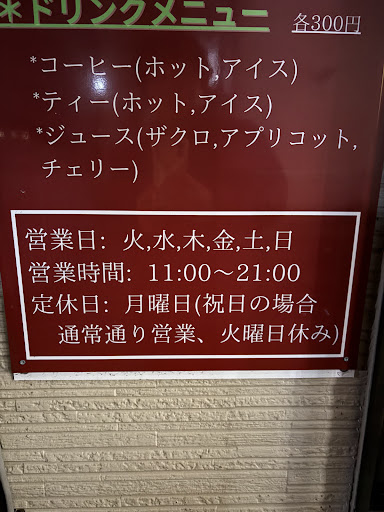 ＊ドリンクメニュー 各300円
*コーヒー(ホット,アイス)
*ティー(ホット,アイス)
*ジュース(ザクロ,アプリコット,
チェリー)
営業日: 火,水,木,金,土,日
営業時間: 11:00～21:00
定休日: 月曜日(祝日の場合
通常通り営業、火曜日休み)